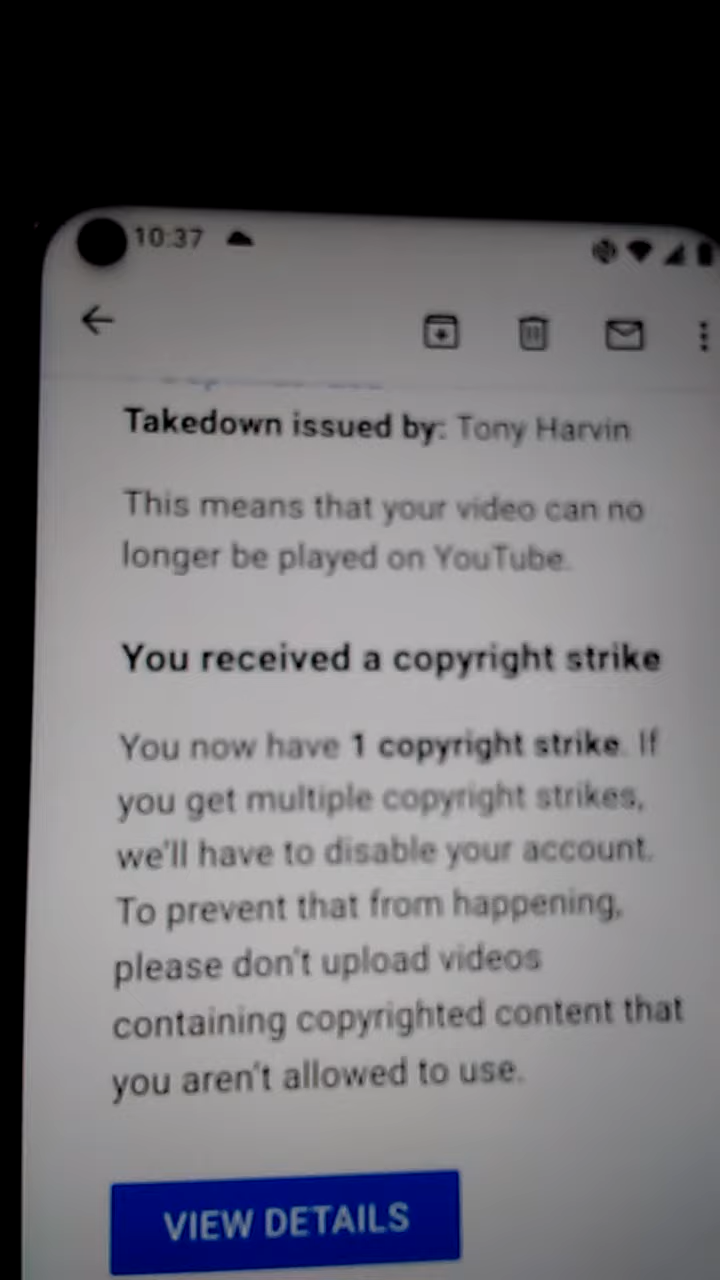 10:37
Takedown issued by: Tony Harvin
This means that your video can no
longer be played on YouTube.
You received a copyright strike
You now have 1 copyright strike. If
you get multiple copyright strikes,
we'll have to disable your account.
To prevent that from happening,
please don't upload videos
containing copyrighted content that
you aren't allowed to use.
VIEW DETAILS